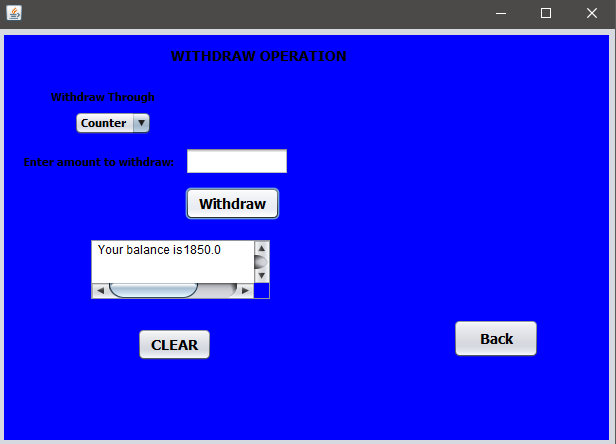 WITHDRAW OPERATION
Withdraw Through
Counter
Enter amount to withdraw:
Withdraw
Your balance is1850.0
CLEAR
Back